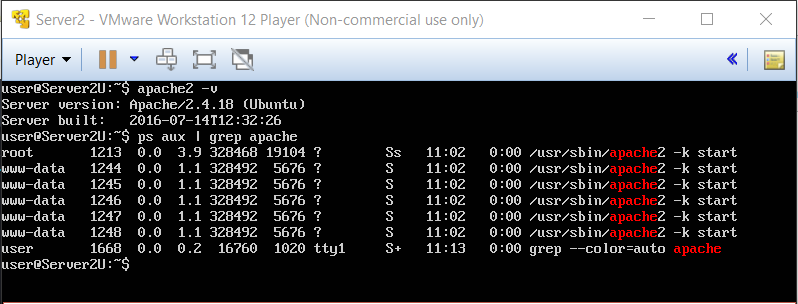 Server2 - VMware Workstation 12 Player (Non-commercial use only)
Player
user@Server2U:~$ apache2 -v
Server version: Apache/2.4.18 (Ubuntu)
Server built:   2016-07-14T12:32:26
user@Server2U:~$ ps aux | grep apache
root      1213  0.0  3.9 328468 19104 ?        Ss   11:02   0:00 /usr/sbin/apache2 -k start
www-data  1244  0.0  1.1 328492  5676 ?        S    11:02   0:00 /usr/sbin/apache2 -k start
www-data  1245  0.0  1.1 328492  5676 ?        S    11:02   0:00 /usr/sbin/apache2 -k start
www-data  1246  0.0  1.1 328492  5676 ?        S    11:02   0:00 /usr/sbin/apache2 -k start
www-data  1247  0.0  1.1 328492  5676 ?        S    11:02   0:00 /usr/sbin/apache2 -k start
www-data  1248  0.0  1.1 328492  5676 ?        S    11:02   0:00 /usr/sbin/apache2 -k start
user      1668  0.0  0.2  16760  1020 tty1     S+   11:13   0:00 grep --color=auto apache
user@Server2U:~$